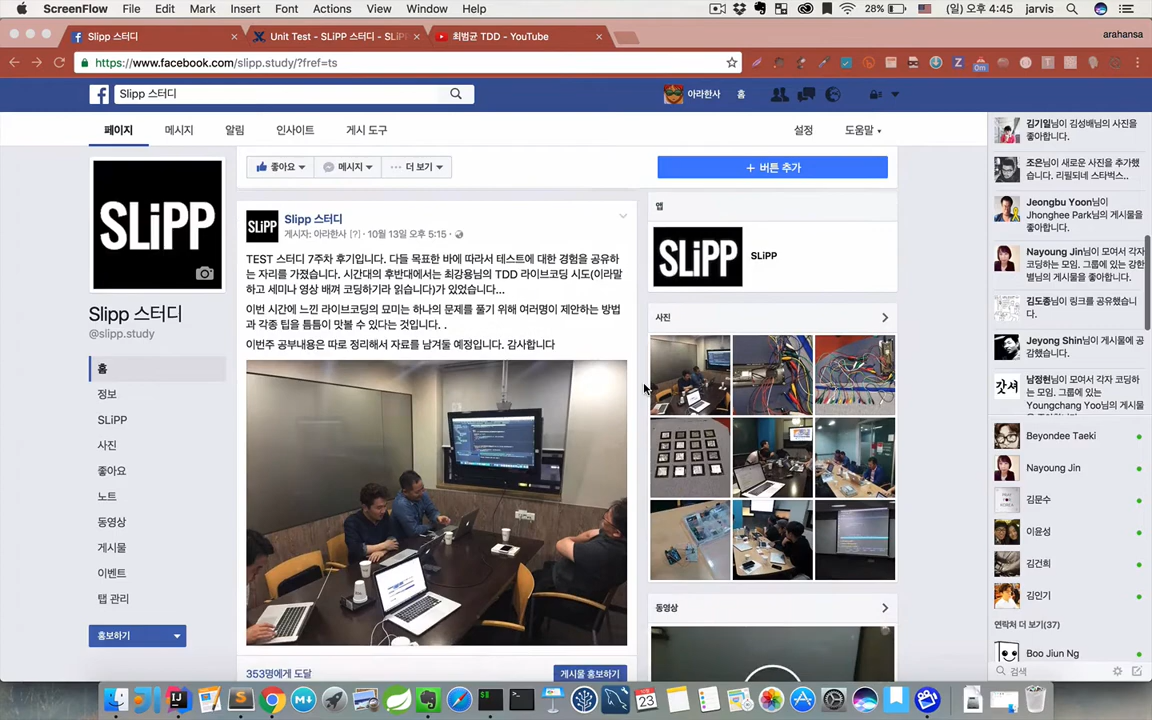 ScreenFlow File Edit Mark Insert Font Actions View Window Help 28% (일) 오후 4:45 jarvis
Slipp 스터디 Unit Test - SLiPP 스터디 - SLiPP 최범균 TDD - YouTube arahansa
https://www.facebook.com/slipp.study/?fref=ts
0m
Slipp 스터디 아라한사 홈
페이지 메시지 알림 인사이트 게시 도구 설정 도움말
좋아요 메시지 더 보기 + 버튼 추가
SLiPP
Slipp 스터디
@slipp.study
홈
정보
SLiPP
사진
좋아요
노트
동영상
게시물
이벤트
탭 관리
홍보하기
SLiPP
Slipp 스터디
게시자: 아라한사 [?] · 10월 13일 오후 5:15 ·
TEST 스터디 7주차 후기입니다. 다들 목표한 바에 따라서 테스트에 대한 경험을 공유하
는 자리를 가졌습니다. 시간대의 후반대에서는 최강용님의 TDD 라이브코딩 시도(이라말
하고 세미나 영상 배껴 코딩하기라 읽습니다)가 있었습니다...
이번 시간에 느낀 라이브코딩의 묘미는 하나의 문제를 풀기 위해 여러명이 제안하는 방법
과 각종 팁을 틈틈이 맛볼 수 있다는 것입니다. .
이번주 공부내용은 따로 정리해서 자료를 남겨둘 예정입니다. 감사합니다
353명에게 도달 게시물 홍보하기
앱
SLiPP
SLiPP
사진
동영상
김기일님이 김성배님의 사진을
좋아합니다.
조은님이 새로운 사진을 추가했
습니다. 리필되네 스타벅스..
Jeongbu Yoon님이
Jhonghee Park님의 게시물을
좋아합니다.
Nayoung Jin님이 모여서 각자
코딩하는 모임. 그룹에 있는 강한
별님의 게시물을 좋아합니다.
김도종님이 링크를 공유했습니
다.
Jeyong Shin님이 게시물에 공
감했습니다.
갓셔
남정현님이 모여서 각자 코딩하
는 모임. 그룹에 있는
Youngchang Yoo님의 게시물
Beyondee Taeki
Nayoung Jin
김문수
이윤성
김건희
김인기
연락처 더 보기(37)
Boo Jiun Ng
검색
23